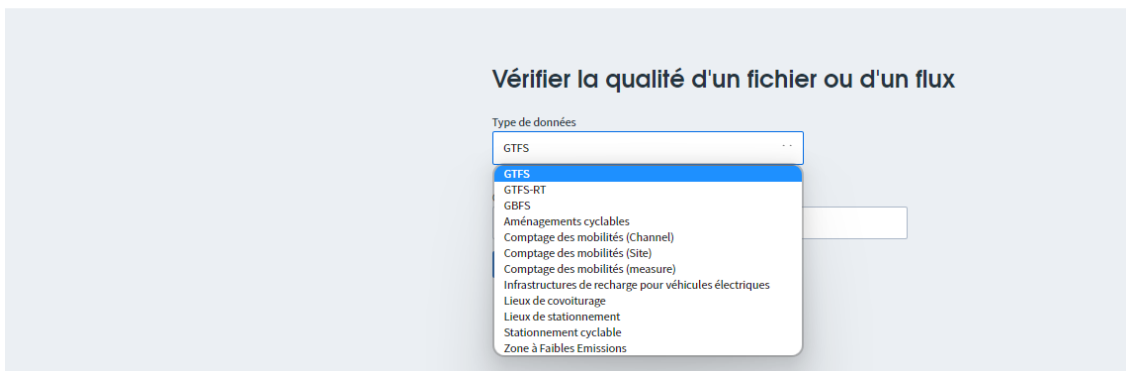 Vérifier la qualité d'un fichier ou d'un flux
Type de données
GTFS
GTFS
GTFS-RT
GBFS
Aménagements cyclables
Comptage des mobilités (Channel)
Comptage des mobilités (Site)
Comptage des mobilités (measure)
Infrastructures de recharge pour véhicules électriques
Lieux de covoiturage
Lieux de stationnement
Stationnement cyclable
Zone à Faibles Emissions